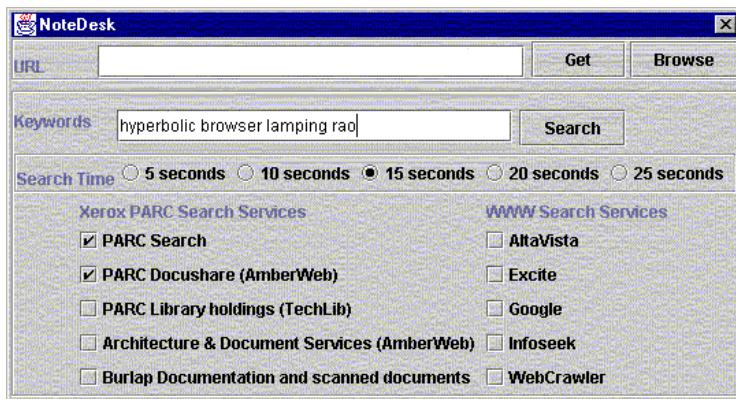 NoteDesk
URL Get Browse
Keywords hyperbolic browser lamping rao Search
Search Time 5 seconds 10 seconds 15 seconds 20 seconds 25 seconds
Xerox PARC Search Services WWW Search Services
PARC Search AltaVista
PARC Docushare (AmberWeb) Excite
PARC Library holdings (TechLib) Google
Architecture & Document Services (AmberWeb) Infoseek
Burlap Documentation and scanned documents WebCrawler